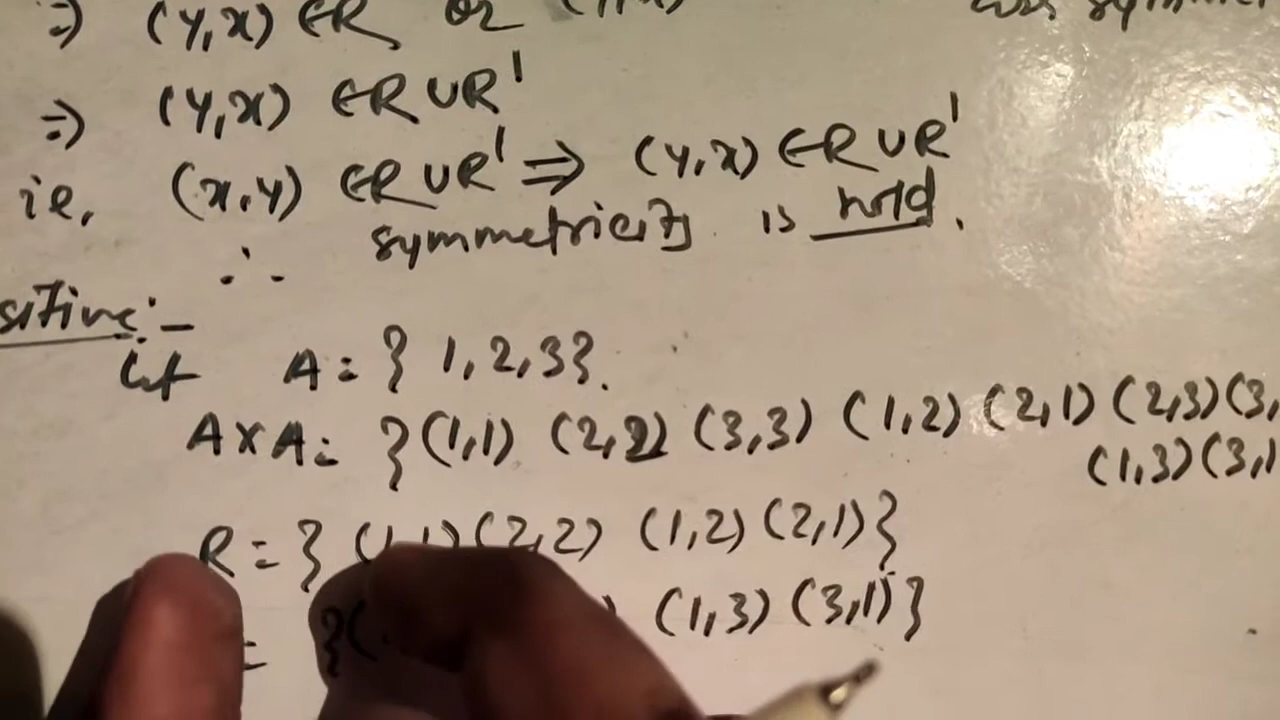 ⇒ (y,x) ∈R or
⇒ (y,x) ∈R ∪R'
ie, (x,y) ∈R ∪R' ⇒ (y,x) ∈R ∪R'
∴ symmetricity is hold.
sitive:-
Let A = { 1,2,3}.
A×A= {(1,1) (2,2) (3,3) (1,2) (2,1) (2,3) (3,
(1,3) (3,1
R = { (1,1) (2,2) (1,2) (2,1)}
= {( (1,3) (3,1)}